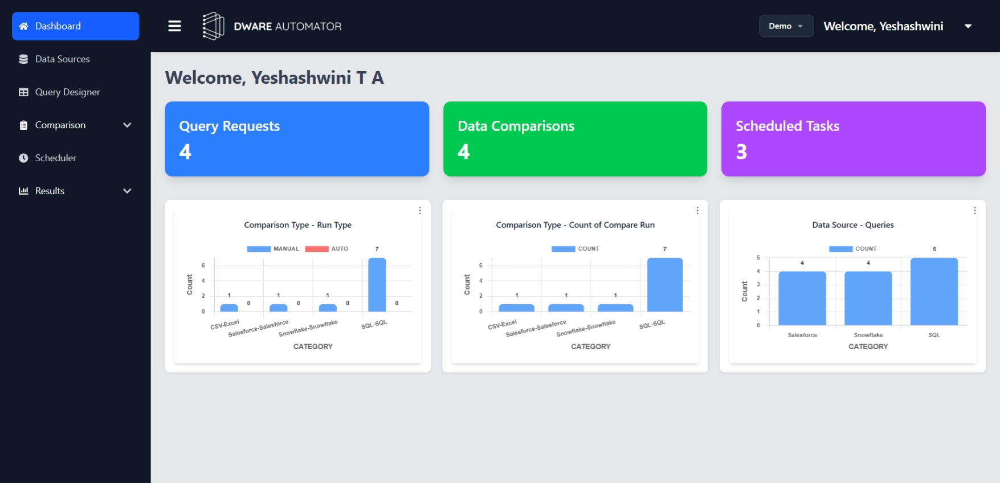 Dashboard
Data Sources
Query Designer
Comparison
Scheduler
Results
DWARE AUTOMATOR
Demo
Welcome, Yeshashwini
Welcome, Yeshashwini T A
Query Requests
4
Data Comparisons
4
Scheduled Tasks
3
Comparison Type - Run Type
MANUAL AUTO
7
6
4
2
0
Count
1 0 1 0 1 0 0
CSV-Excel Salesforce-Salesforce Snowflake-Snowflake SQL-SQL
CATEGORY
Comparison Type - Count of Compare Run
COUNT
7
6
4
2
0
Count
1 1 1
CSV-Excel Salesforce-Salesforce Snowflake-Snowflake SQL-SQL
CATEGORY
Data Source - Queries
COUNT
5
5
4
3
2
1
0
Count
4 4
Salesforce Snowflake SQL
CATEGORY